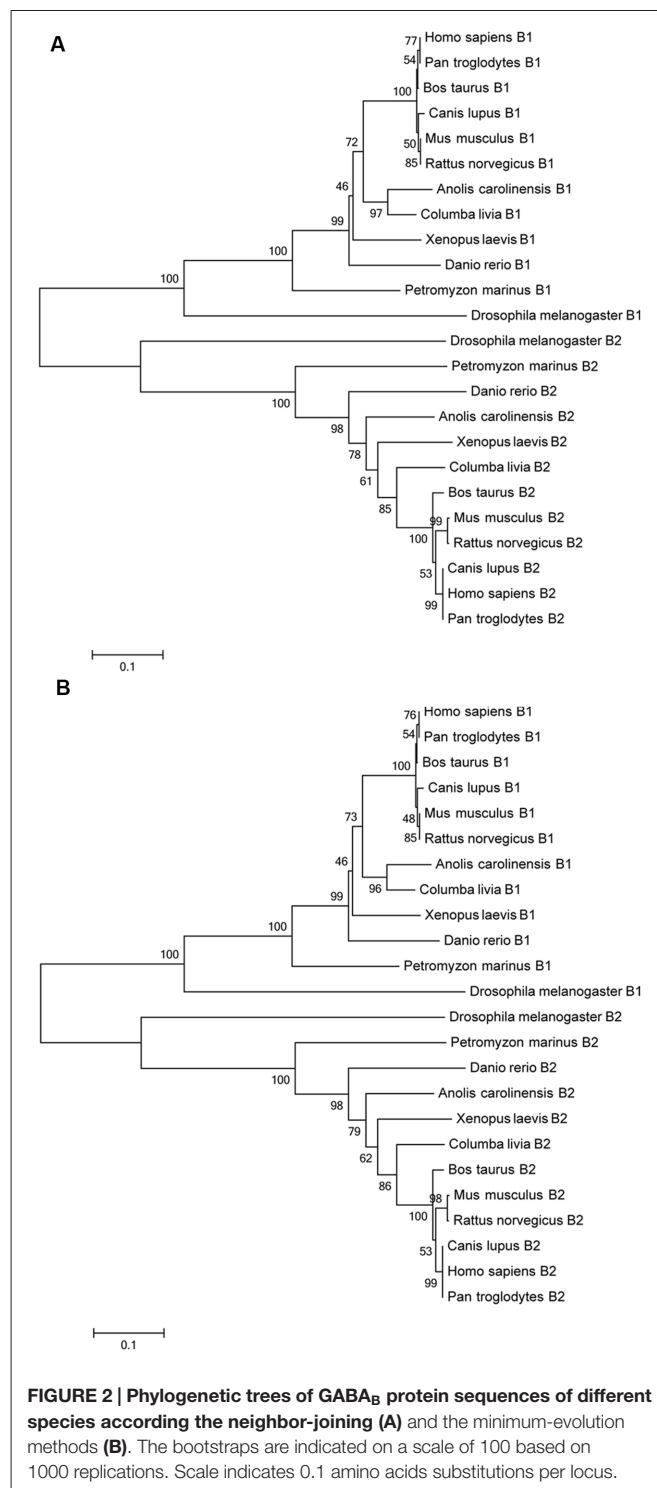 A
77
Homo sapiens B1
54
Pan troglodytes B1
100
Bos taurus B1
Canis lupus B1
50
Mus musculus B1
85
Rattus norvegicus B1
72
Anolis carolinensis B1
46
97
Columba livia B1
99
Xenopus laevis B1
100
Danio rerio B1
100
Petromyzon marinus B1
Drosophila melanogaster B1
Drosophila melanogaster B2
Petromyzon marinus B2
100
Danio rerio B2
98
Anolis carolinensis B2
78
Xenopus laevis B2
61
Columba livia B2
85
Bos taurus B2
99
Mus musculus B2
100
Rattus norvegicus B2
53
Canis lupus B2
Homo sapiens B2
99
Pan troglodytes B2
0.1
B
76
Homo sapiens B1
54
Pan troglodytes B1
100
Bos taurus B1
Canis lupus B1
48
Mus musculus B1
85
Rattus norvegicus B1
73
Anolis carolinensis B1
46
96
Columba livia B1
99
Xenopus laevis B1
100
Danio rerio B1
100
Petromyzon marinus B1
Drosophila melanogaster B1
Drosophila melanogaster B2
Petromyzon marinus B2
100
Danio rerio B2
98
Anolis carolinensis B2
79
Xenopus laevis B2
62
Columba livia B2
86
Bos taurus B2
98
Mus musculus B2
100
Rattus norvegicus B2
53
Canis lupus B2
Homo sapiens B2
99
Pan troglodytes B2
0.1
FIGURE 2 | Phylogenetic trees of GABAB protein sequences of different
species according the neighbor-joining (A) and the minimum-evolution
methods (B). The bootstraps are indicated on a scale of 100 based on
1000 replications. Scale indicates 0.1 amino acids substitutions per locus.